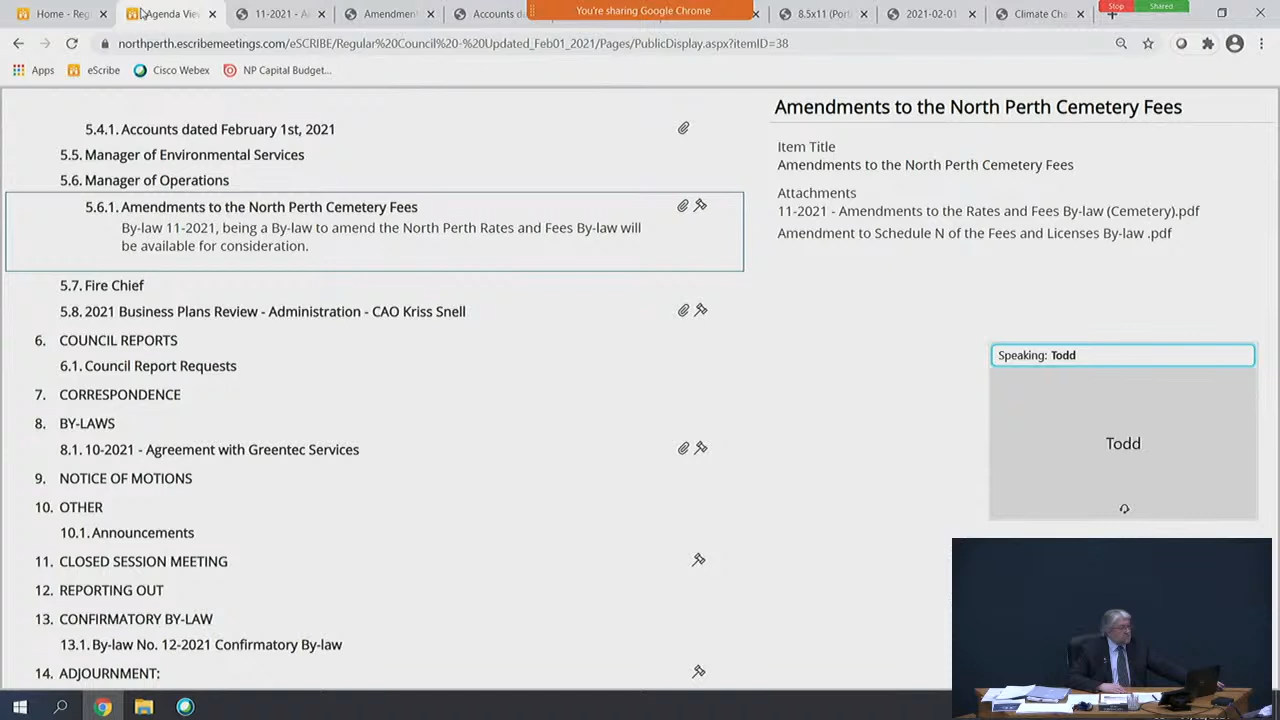 Home - Reg
Agenda Vie
11-2021 - A
Amendmen
Accounts d
You're sharing Google Chrome
8.5x11 (Port
2021-02-01
Climate Cha
Stop
Shared
northperth.escribemeetings.com/eSCRIBE/Regular%20Council%20-%20Updated_Feb01_2021/Pages/PublicDisplay.aspx?itemID=38
Apps
eScribe
Cisco Webex
NP Capital Budget...
5.4.1. Accounts dated February 1st, 2021
5.5. Manager of Environmental Services
5.6. Manager of Operations
5.6.1. Amendments to the North Perth Cemetery Fees
By-law 11-2021, being a By-law to amend the North Perth Rates and Fees By-law will
be available for consideration.
5.7. Fire Chief
5.8. 2021 Business Plans Review - Administration - CAO Kriss Snell
6. COUNCIL REPORTS
6.1. Council Report Requests
7. CORRESPONDENCE
8. BY-LAWS
8.1. 10-2021 - Agreement with Greentec Services
9. NOTICE OF MOTIONS
10. OTHER
10.1. Announcements
11. CLOSED SESSION MEETING
12. REPORTING OUT
13. CONFIRMATORY BY-LAW
13.1. By-law No. 12-2021 Confirmatory By-law
14. ADJOURNMENT:
Amendments to the North Perth Cemetery Fees
Item Title
Amendments to the North Perth Cemetery Fees
Attachments
11-2021 - Amendments to the Rates and Fees By-law (Cemetery).pdf
Amendment to Schedule N of the Fees and Licenses By-law .pdf
Speaking: Todd
Todd